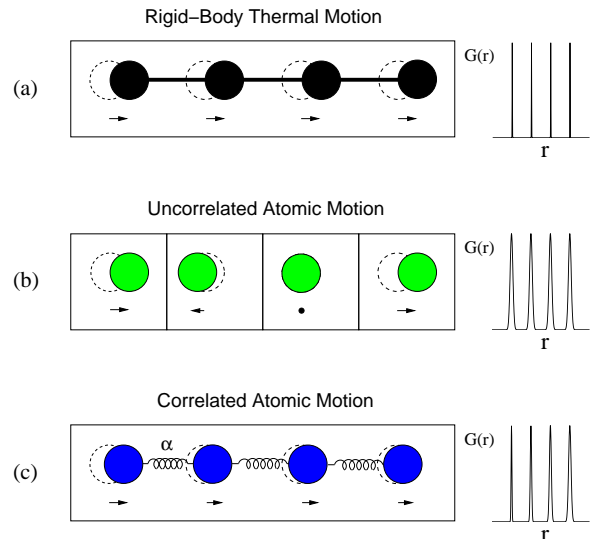 Rigid−Body Thermal Motion
(a)
G(r)
r
Uncorrelated Atomic Motion
(b)
G(r)
r
Correlated Atomic Motion
(c)
α
G(r)
r